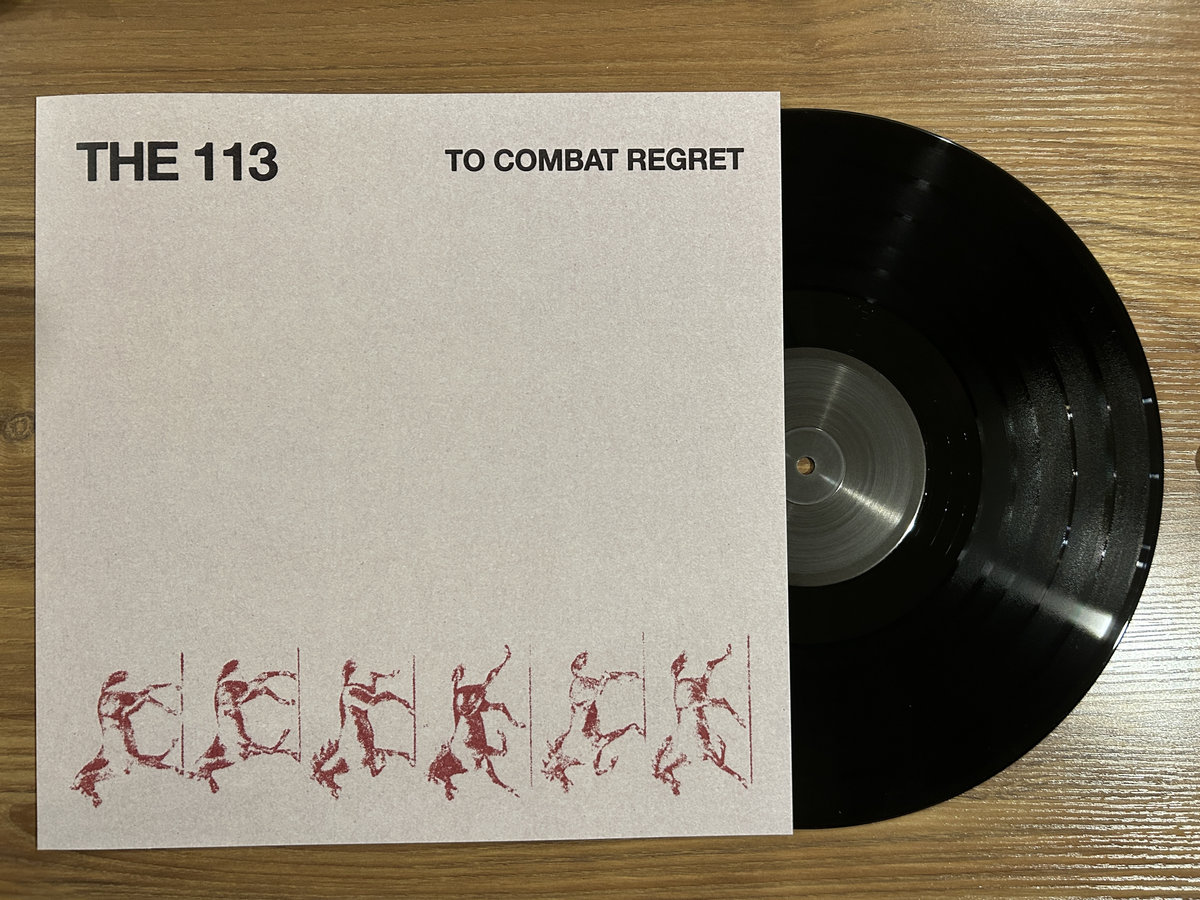 THE 113
TO COMBAT REGRET